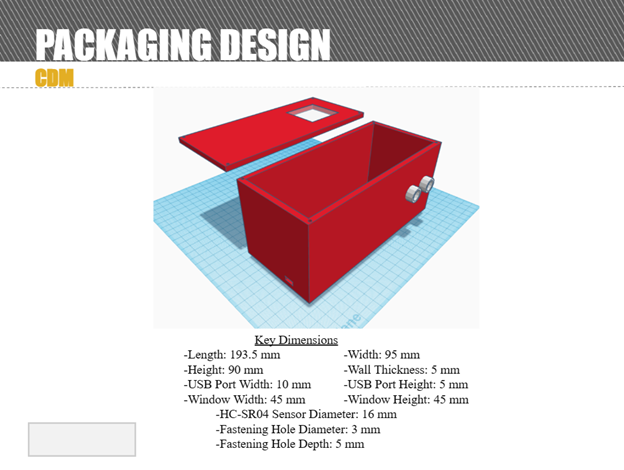 PACKAGING DESIGN
CDM
Key Dimensions
-Length: 193.5 mm -Width: 95 mm
-Height: 90 mm -Wall Thickness: 5 mm
-USB Port Width: 10 mm -USB Port Height: 5 mm
-Window Width: 45 mm -Window Height: 45 mm
-HC-SR04 Sensor Diameter: 16 mm
-Fastening Hole Diameter: 3 mm
-Fastening Hole Depth: 5 mm